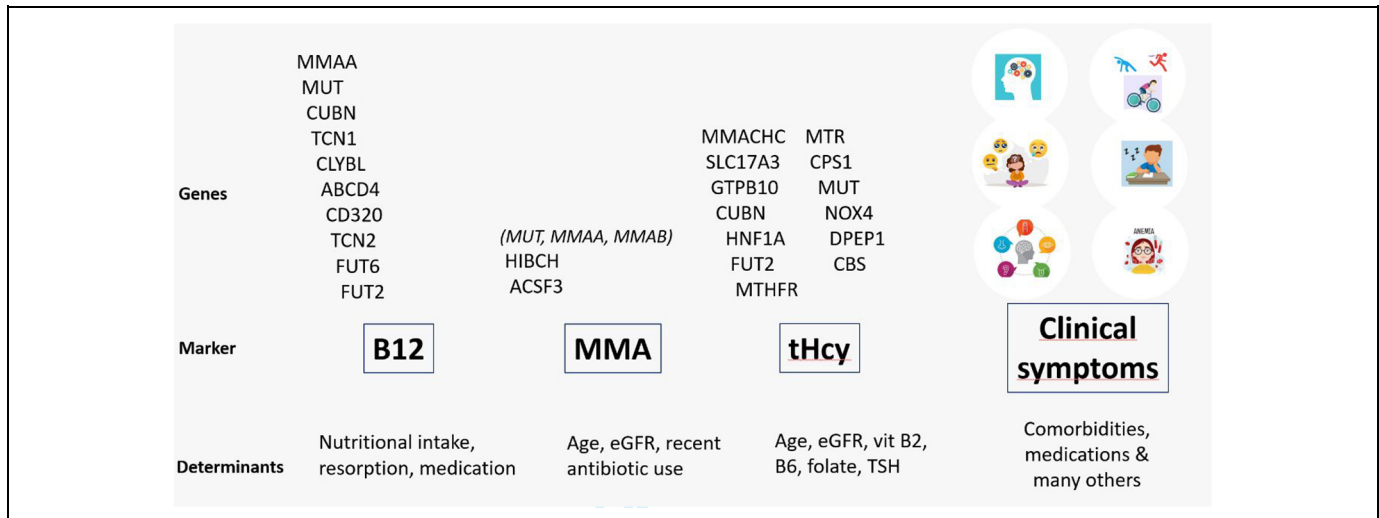 MMAA
MUT
CUBN
TCN1
CLYBL
ABCD4
CD320
TCN2
FUT6
FUT2
Genes
(MUT, MMAA, MMAB)
HIBCH
ACSF3
MMACHC MTR
SLC17A3 CPS1
GTPB10 MUT
CUBN NOX4
HNF1A DPEP1
FUT2 CBS
MTHFR
ANEMIA
Marker
B12
MMA
tHcy
Clinical
symptoms
Determinants
Nutritional intake,
resorption, medication
Age, eGFR, recent
antibiotic use
Age, eGFR, vit B2,
B6, folate, TSH
Comorbidities,
medications &
many others